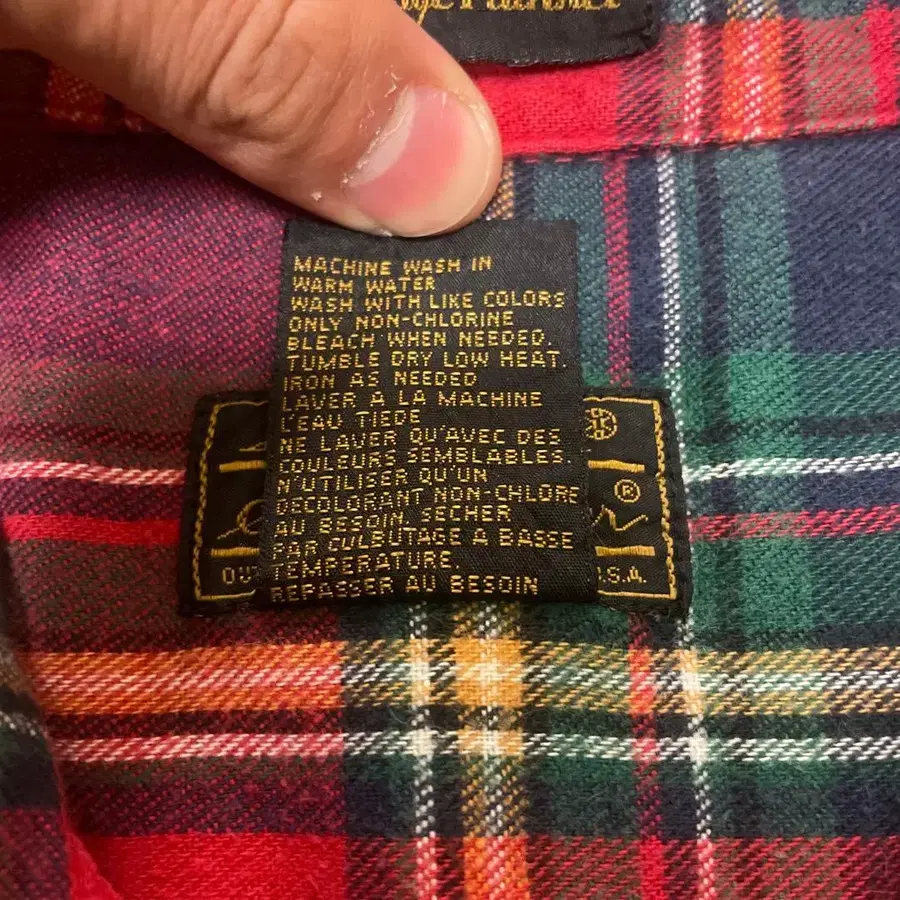 MACHINE WASH IN
WARM WATER
WASH WITH LIKE COLORS
ONLY NON-CHLORINE
BLEACH WHEN NEEDED.
TUMBLE DRY LOW HEAT.
IRON AS NEEDED
LAVER A LA MACHINE
L'EAU TIEDE
NE LAVER QU'AVEC DES
COULEURS SEMBLABLES.
N'UTILISER QU'UN
DECOLORANT NON-CHLORE
AU BESOIN, SECHER
PAR CULBUTAGE A BASSE
TEMPERATURE.
REPASSER AU BESOIN
®
.S.A.